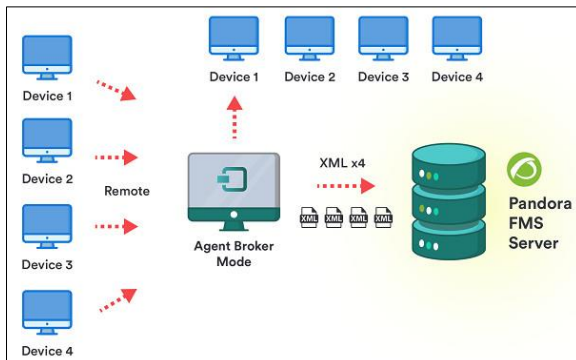 Device 1
Device 2
Device 3
Device 4
Device 1
Device 2
Remote
Device 3
Device 4
Agent Broker
Mode
XML x4
XML
XML
XML
XML
Pandora
FMS
Server